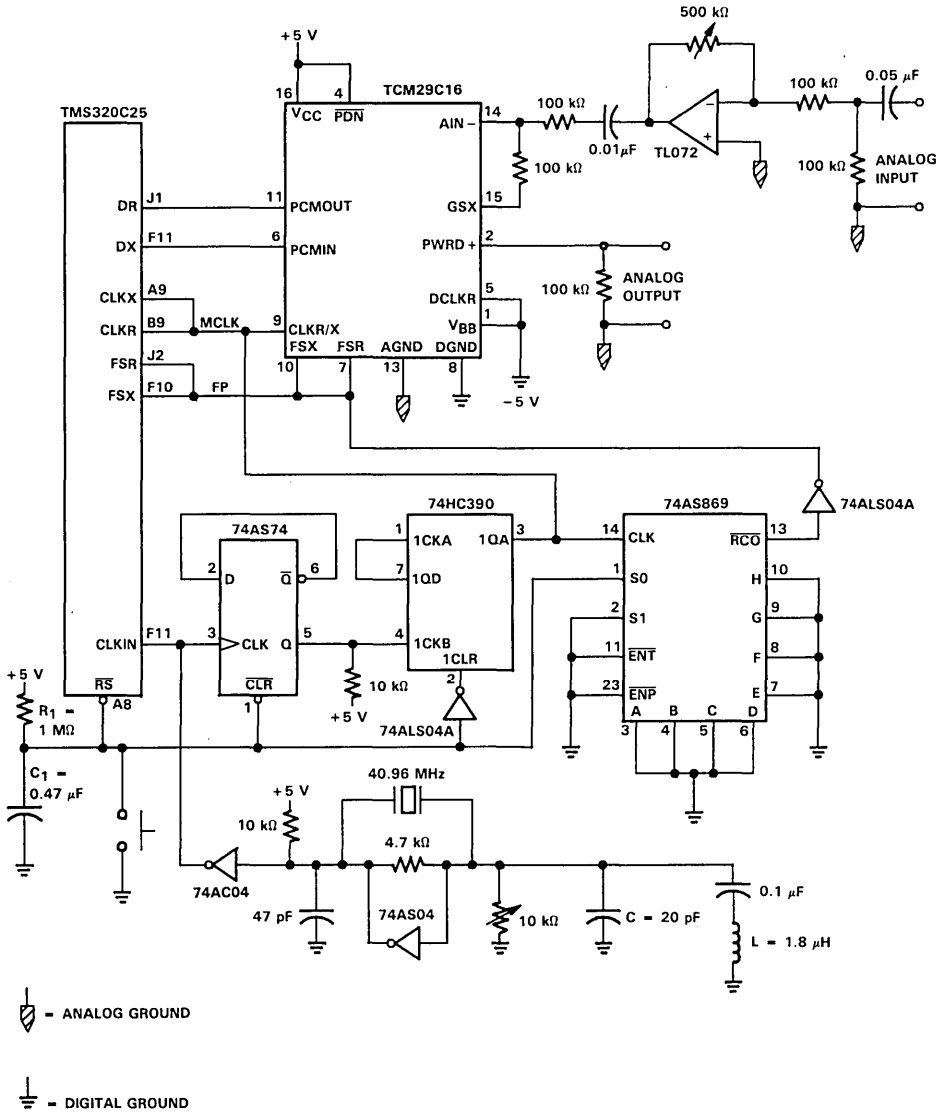 +5 V
500 kΩ
TMS320C25
16
4
TCM29C16
VCC
PDN
AIN −
14
100 kΩ
0.01 μF
TL072
−
+
100 kΩ
0.05 μF
100 kΩ
ANALOG
INPUT
100 kΩ
GSX
15
DR
J1
11
PCMOUT
DX
F11
6
PCMIN
PWRD +
2
100 kΩ
ANALOG
OUTPUT
CLKX
A9
DCLKR
5
CLKR
B9
MCLK
9
CLKR/X
VBB
1
FSR
J2
FSX
FSR
AGND
DGND
10
7
13
8
FSX
F10
FP
−5 V
74HC390
74AS869
74ALS04A
74AS74
1
1CKA
1QA
3
14
CLK
RCO
13
2
D
Q
6
7
1QD
1
S0
H
10
2
S1
G
9
CLKIN
F11
3
CLK
Q
5
4
1CKB
11
ENT
F
8
1CLR
2
10 kΩ
+5 V
CLR
1
74ALS04A
23
ENP
E
7
A
B
C
D
3
4
5
6
RS
A8
+5 V
R1 =
1 MΩ
C1 =
0.47 μF
40.96 MHz
+5 V
10 kΩ
4.7 kΩ
74AC04
47 pF
74AS04
10 kΩ
C = 20 pF
0.1 μF
L = 1.8 μH
= ANALOG GROUND
= DIGITAL GROUND